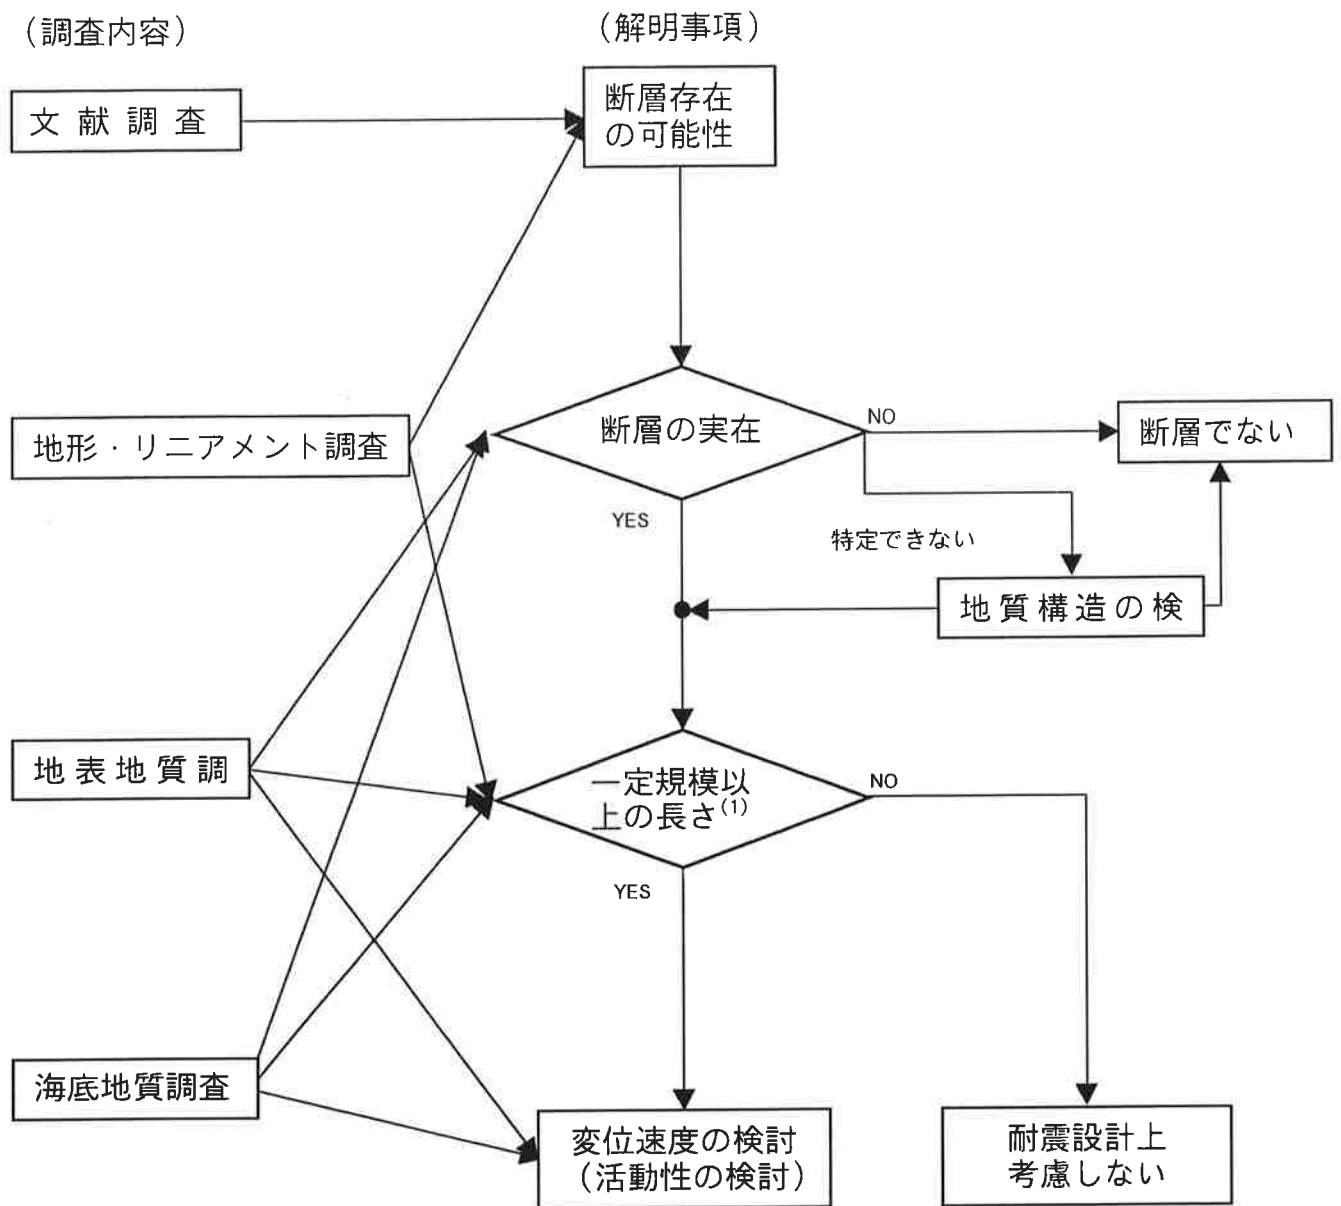 （調査内容）
（解明事項）
文献調査
断層存在
の可能性
地形・リニアメント調査
断層の実在
NO
断層でない
YES
特定できない
地質構造の検
地表地質調
一定規模以
上の長さ(1)
NO
YES
海底地質調査
変位速度の検討
（活動性の検討）
耐震設計上
考慮しない